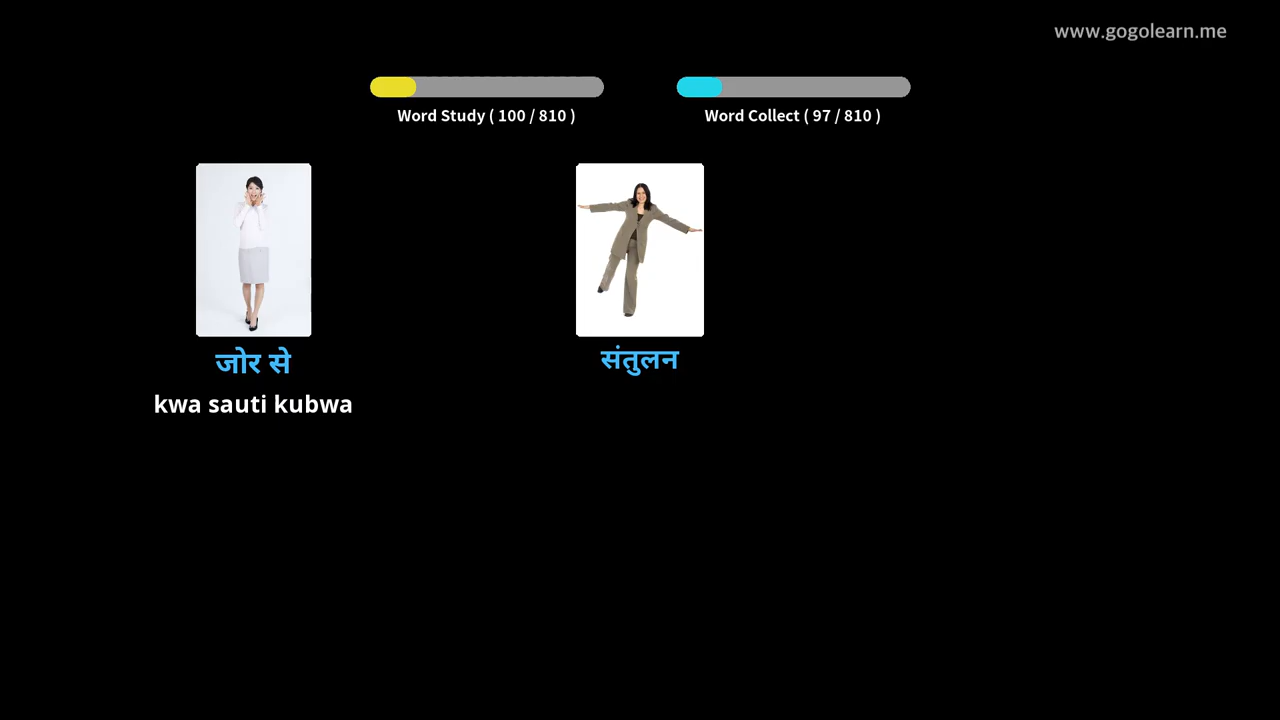 www.gogolearn.me
Word Study ( 100 / 810 )
Word Collect ( 97 / 810 )
जोर से
संतुलन
kwa sauti kubwa